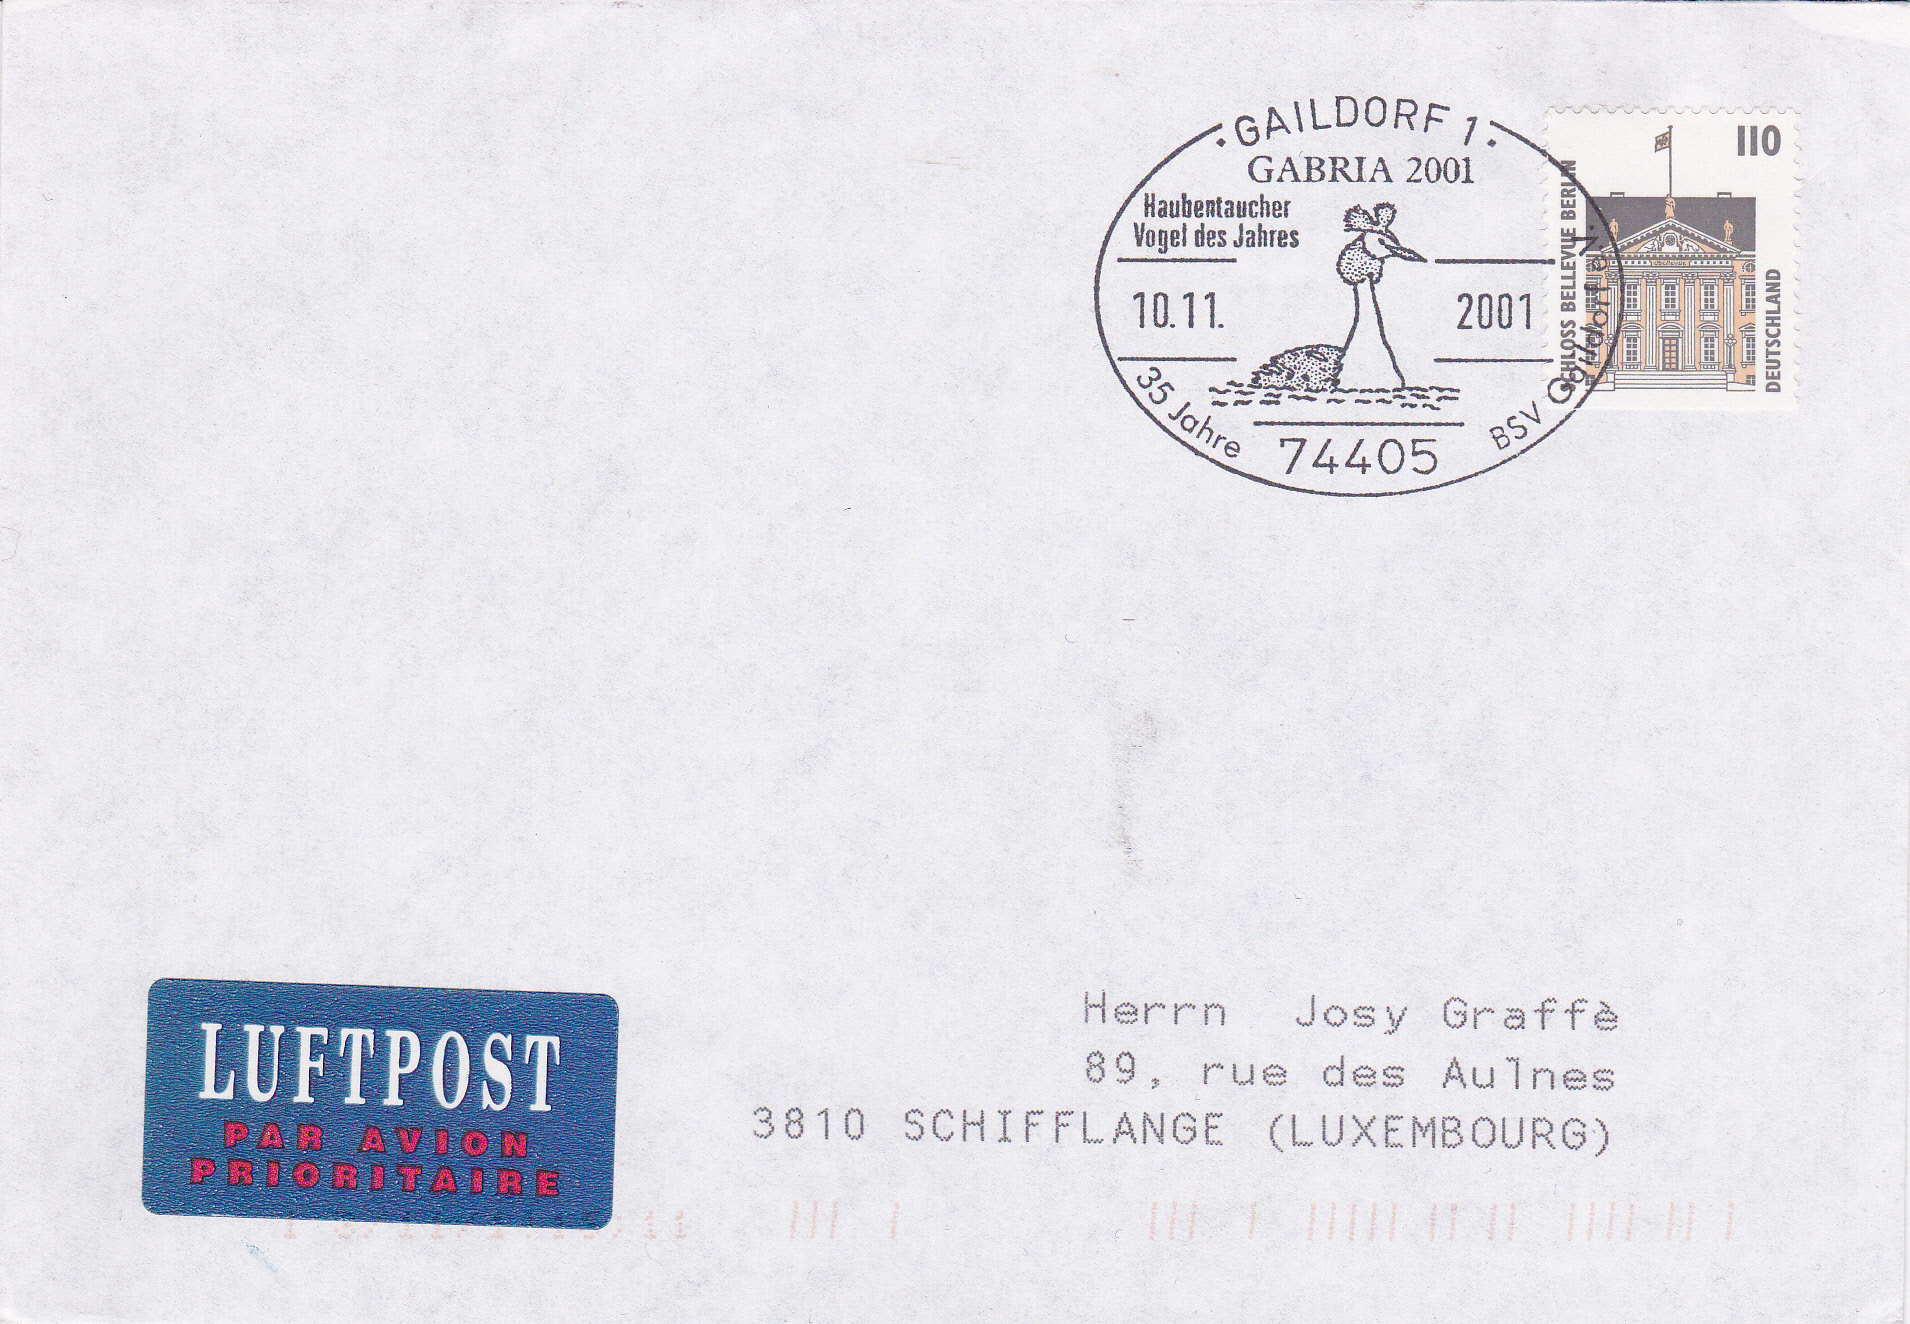 GAILDORF 1
GABRIA 2001
Haubentaucher
Vogel des Jahres
10.11. 2001
35 Jahre BSV Gaildorf e.V.
74405
110
SCHLOSS BELLEVUE BERLIN
DEUTSCHLAND
LUFTPOST
PAR AVION
PRIORITAIRE
Herrn Josy Graffè
89, rue des Aulnes
3810 SCHIFFLANGE (LUXEMBOURG)